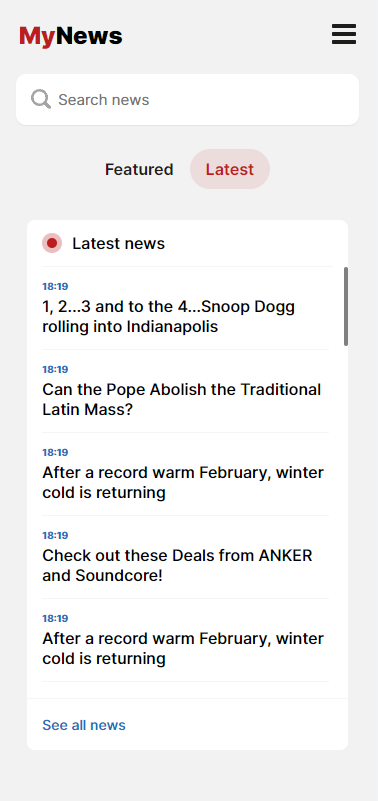 MyNews
Search news
Featured Latest
Latest news
18:19
1, 2...3 and to the 4...Snoop Dogg
rolling into Indianapolis
18:19
Can the Pope Abolish the Traditional
Latin Mass?
18:19
After a record warm February, winter
cold is returning
18:19
Check out these Deals from ANKER
and Soundcore!
18:19
After a record warm February, winter
cold is returning
See all news